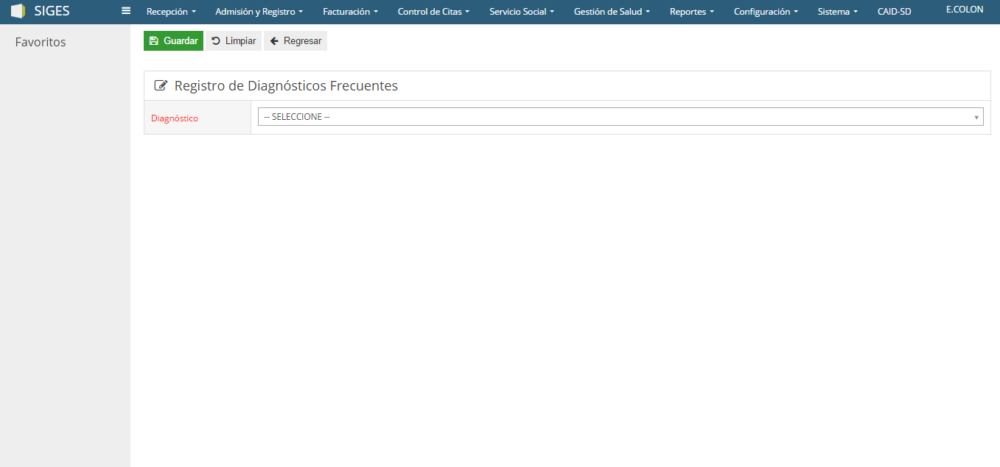 SIGES
Recepción Admisión y Registro Facturación Control de Citas Servicio Social Gestión de Salud Reportes Configuración Sistema CAID-SD E.COLON
Favoritos
Guardar Limpiar Regresar
Registro de Diagnósticos Frecuentes
Diagnóstico
-- SELECCIONE --